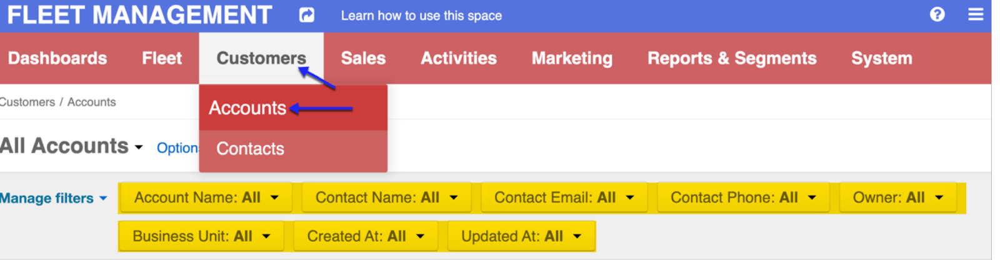 FLEET MANAGEMENT Learn how to use this space
Dashboards Fleet Customers Sales Activities Marketing Reports & Segments System
Customers / Accounts
Accounts
All Accounts Option
Contacts
Manage filters Account Name: All Contact Name: All Contact Email: All Contact Phone: All Owner: All
Business Unit: All Created At: All Updated At: All